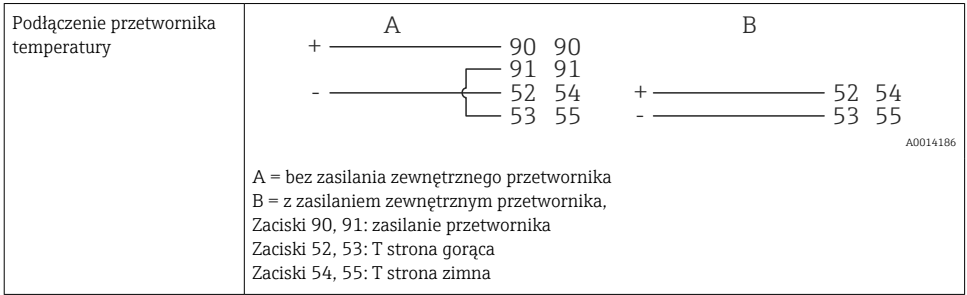 Podłączenie przetwornika
temperatury
A
B
+ 90 90
91 91
- 52 54
53 55
+ 52 54
- 53 55
A0014186
A = bez zasilania zewnętrznego przetwornika
B = z zasilaniem zewnętrznym przetwornika,
Zaciski 90, 91: zasilanie przetwornika
Zaciski 52, 53: T strona gorąca
Zaciski 54, 55: T strona zimna